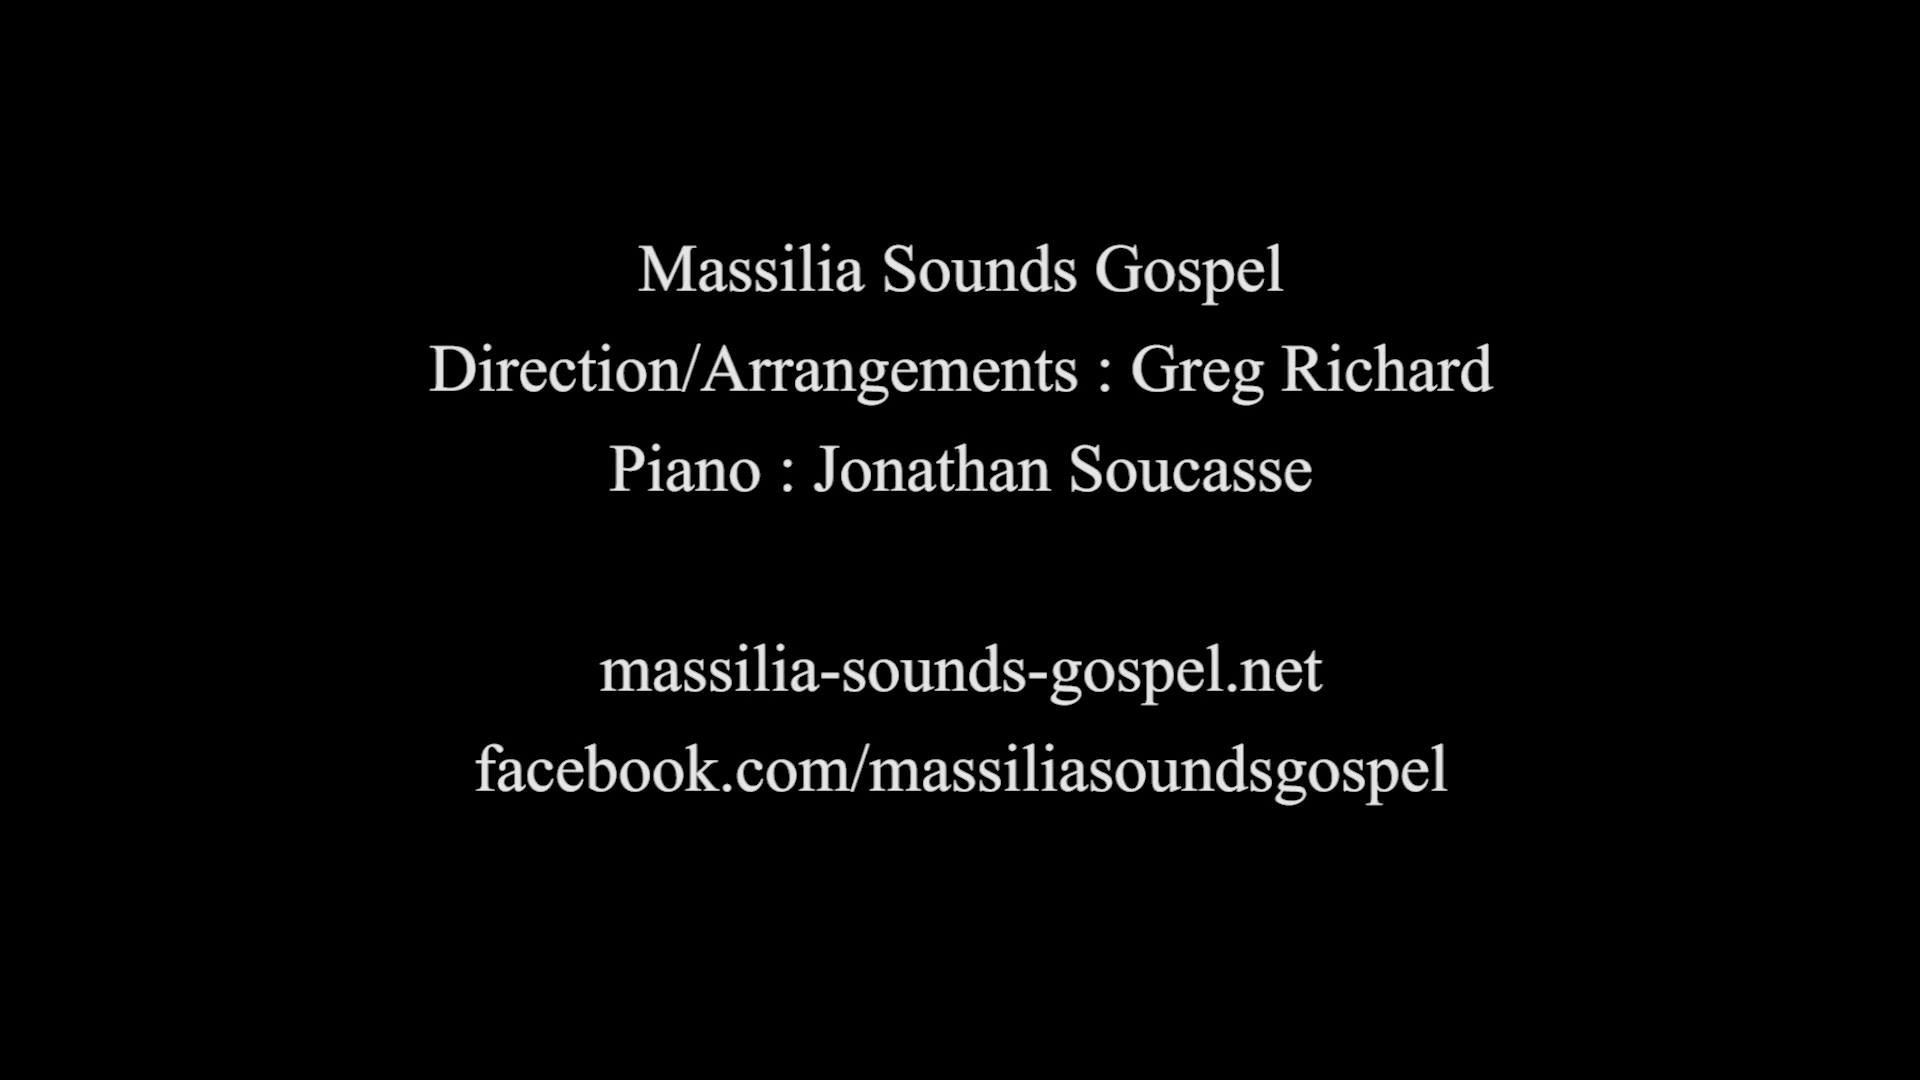 Massilia Sounds Gospel
Direction/Arrangements : Greg Richard
Piano : Jonathan Soucasse
massilia-sounds-gospel.net
facebook.com/massiliasoundsgospel